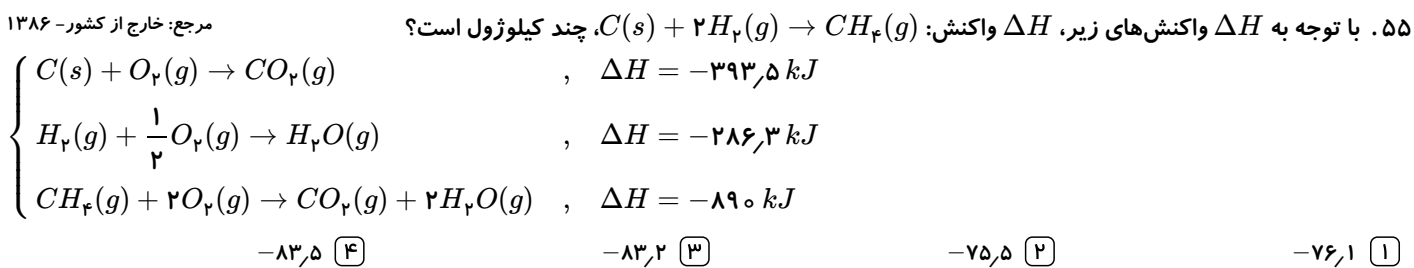 ۵۵. با توجه به ΔH واکنش‌های زیر، ΔH واکنش: C(s) + ۲H₂(g) → CH₄(g)، چند کیلوژول است؟ مرجع: خارج از کشور- ۱۳۸۶
C(s) + O₂(g) → CO₂(g) , ΔH = −۳۹۳٫۵ kJ
H₂(g) + ۱/۲ O₂(g) → H₂O(g) , ΔH = −۲۸۶٫۳ kJ
CH₄(g) + ۲O₂(g) → CO₂(g) + ۲H₂O(g) , ΔH = −۸۹۰ kJ
۱ −۷۶٫۱ ۲ −۷۵٫۵ ۳ −۸۳٫۲ ۴ −۸۳٫۵